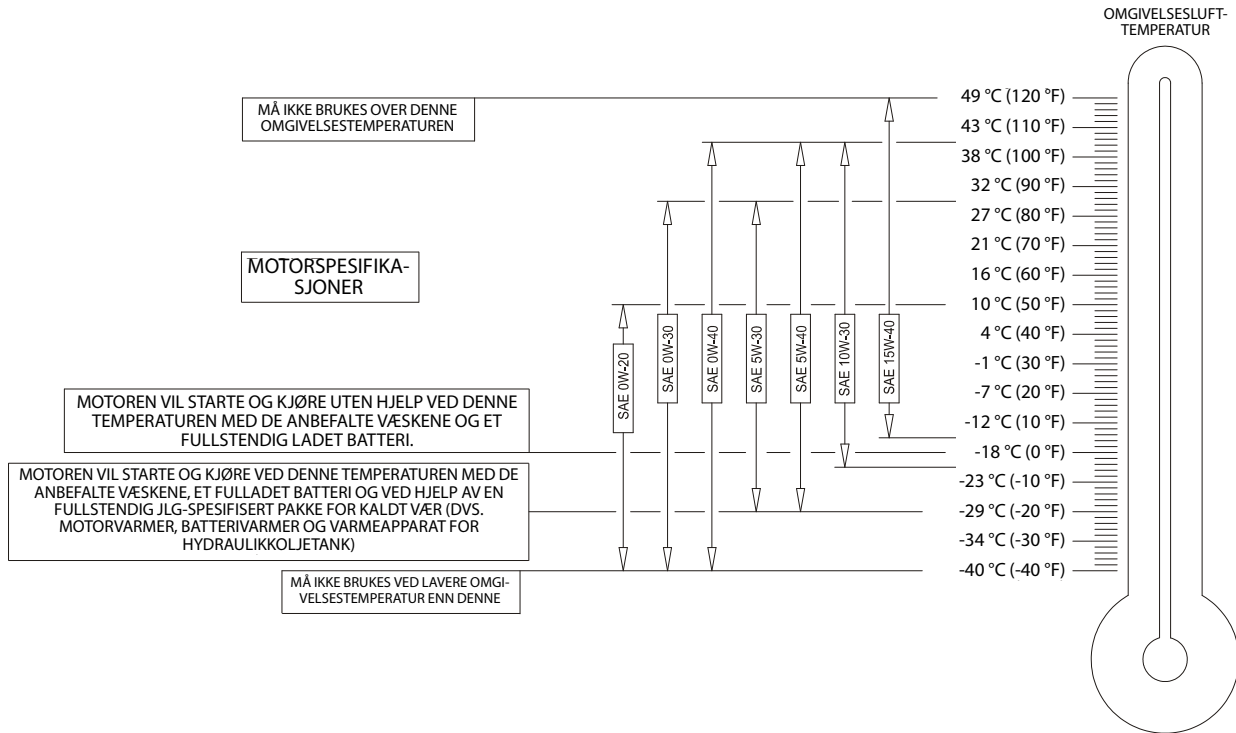 OMGIVELSESLUFT-
TEMPERATUR
MÅ IKKE BRUKES OVER DENNE
OMGIVELSESTEMPERATUREN
49 °C (120 °F)
43 °C (110 °F)
38 °C (100 °F)
32 °C (90 °F)
27 °C (80 °F)
21 °C (70 °F)
16 °C (60 °F)
10 °C (50 °F)
4 °C (40 °F)
-1 °C (30 °F)
-7 °C (20 °F)
-12 °C (10 °F)
-18 °C (0 °F)
-23 °C (-10 °F)
-29 °C (-20 °F)
-34 °C (-30 °F)
-40 °C (-40 °F)
MOTORSPESIFIKA-
SJONER
SAE 0W-20
SAE 0W-30
SAE 0W-40
SAE 5W-30
SAE 5W-40
SAE 10W-30
SAE 15W-40
MOTOREN VIL STARTE OG KJØRE UTEN HJELP VED DENNE
TEMPERATUREN MED DE ANBEFALTE VÆSKENE OG ET
FULLSTENDIG LADET BATTERI.
MOTOREN VIL STARTE OG KJØRE VED DENNE TEMPERATUREN MED DE
ANBEFALTE VÆSKENE, ET FULLADET BATTERI OG VED HJELP AV EN
FULLSTENDIG JLG-SPESIFISERT PAKKE FOR KALDT VÆR (DVS.
MOTORVARMER, BATTERIVARMER OG VARMEAPPARAT FOR
HYDRAULIKKOLJETANK)
MÅ IKKE BRUKES VED LAVERE OMGI-
VELSESTEMPERATUR ENN DENNE